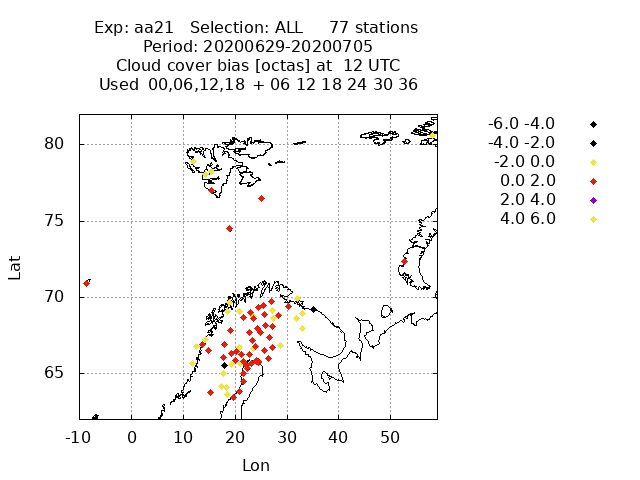 Exp: aa21 Selection: ALL 77 stations
Period: 20200629-20200705
Cloud cover bias [octas] at 12 UTC
Used 00,06,12,18 + 06 12 18 24 30 36
-6.0 -4.0
-4.0 -2.0
-2.0 0.0
0.0 2.0
2.0 4.0
4.0 6.0
Lat
80
75
70
65
-10 0 10 20 30 40 50
Lon